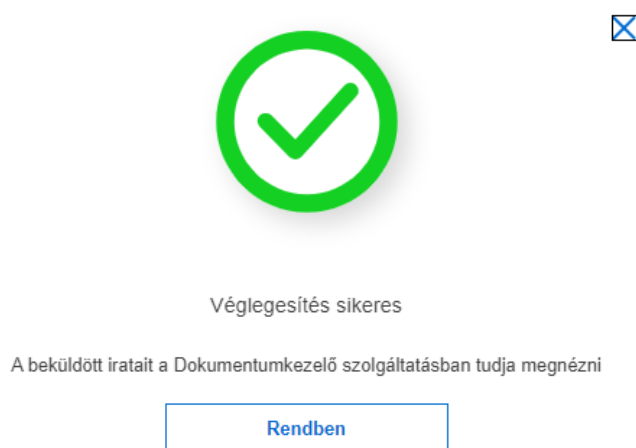 Véglegesítés sikeres
A beküldött iratait a Dokumentumkezelő szolgáltatásban tudja megnézni
Rendben